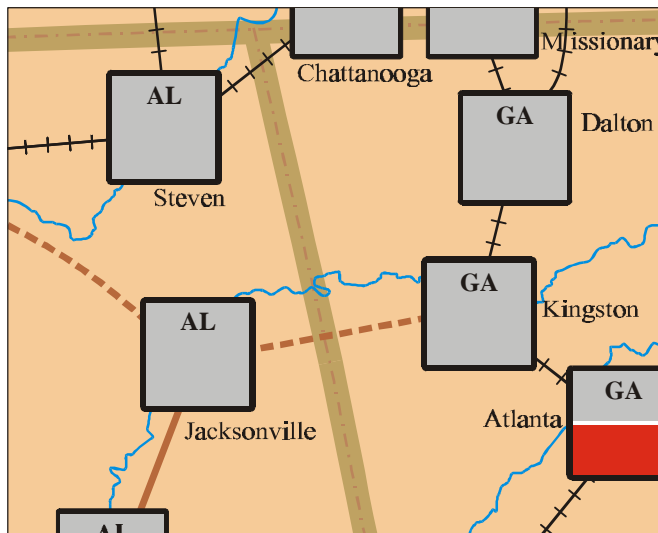 Missionary
Chattanooga
AL
GA
Dalton
Steven
GA
Kingston
AL
GA
Atlanta
Jacksonville
AL